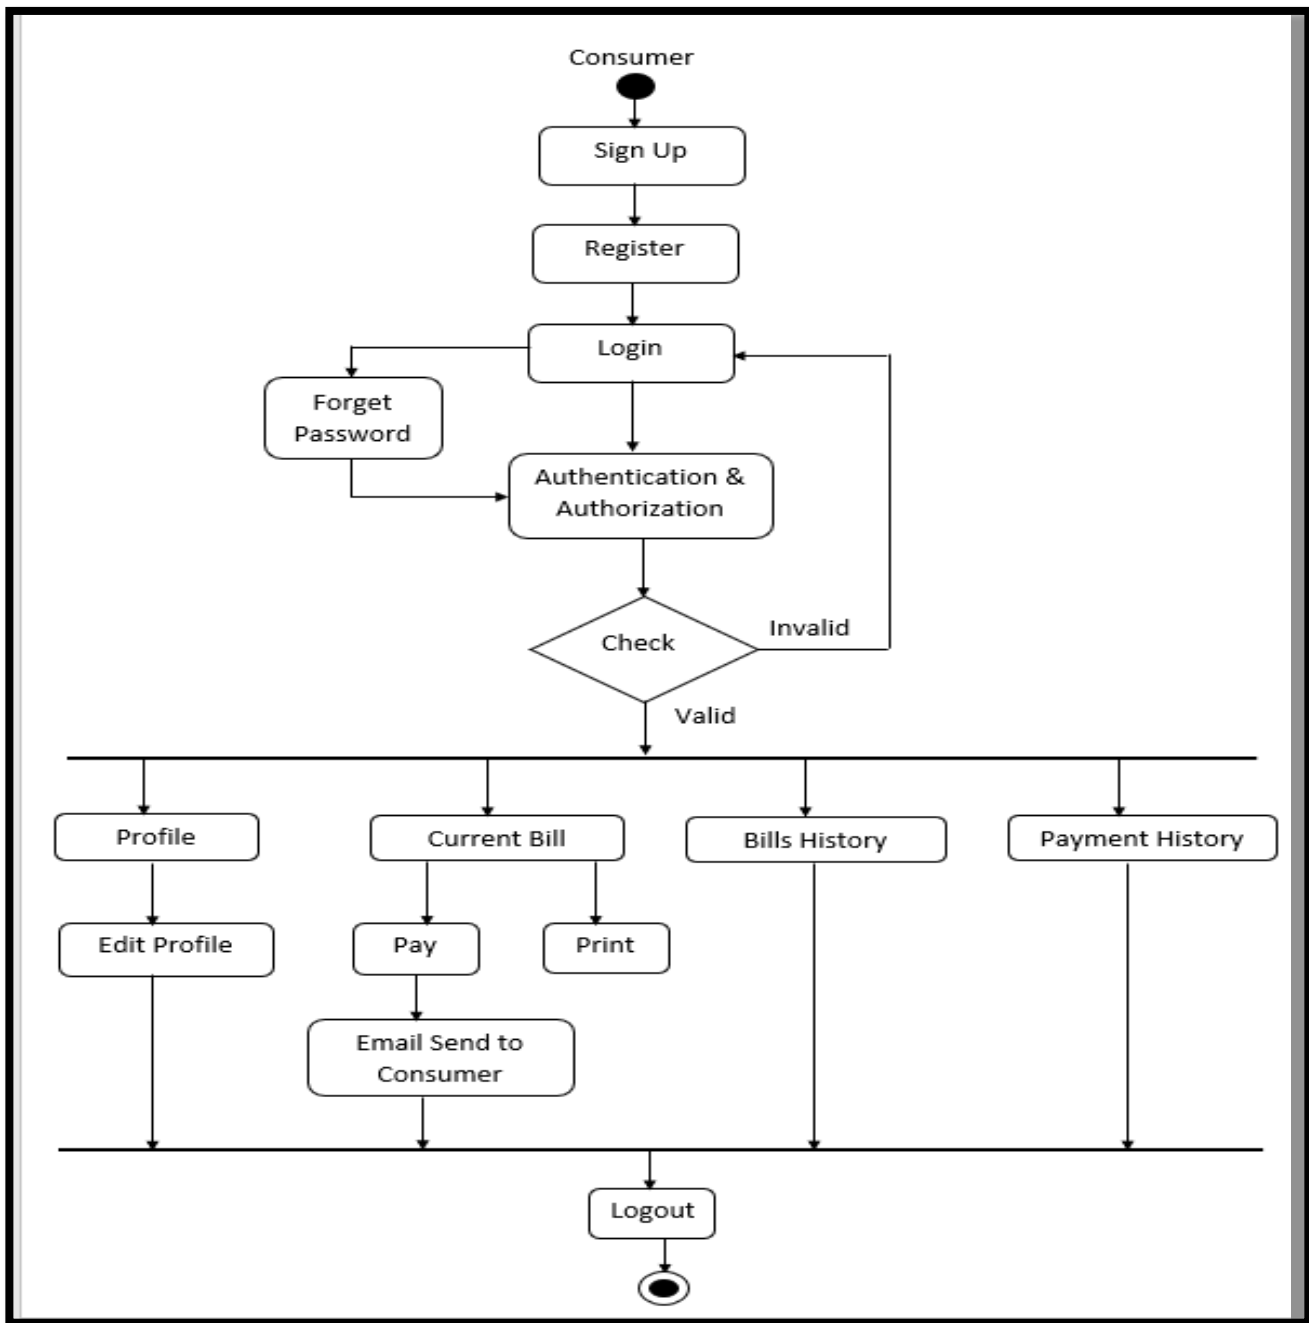 Consumer
Sign Up
Register
Login
Forget
Password
Authentication &
Authorization
Check
Invalid
Valid
Profile
Current Bill
Bills History
Payment History
Edit Profile
Pay
Print
Email Send to
Consumer
Logout